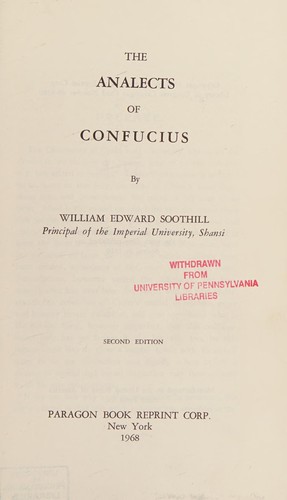 THE
ANALECTS
OF
CONFUCIUS
By
WILLIAM EDWARD SOOTHILL
Principal of the Imperial University, Shansi
WITHDRAWN
FROM
UNIVERSITY OF PENNSYLVANIA
LIBRARIES
SECOND EDITION
PARAGON BOOK REPRINT CORP.
New York
1968